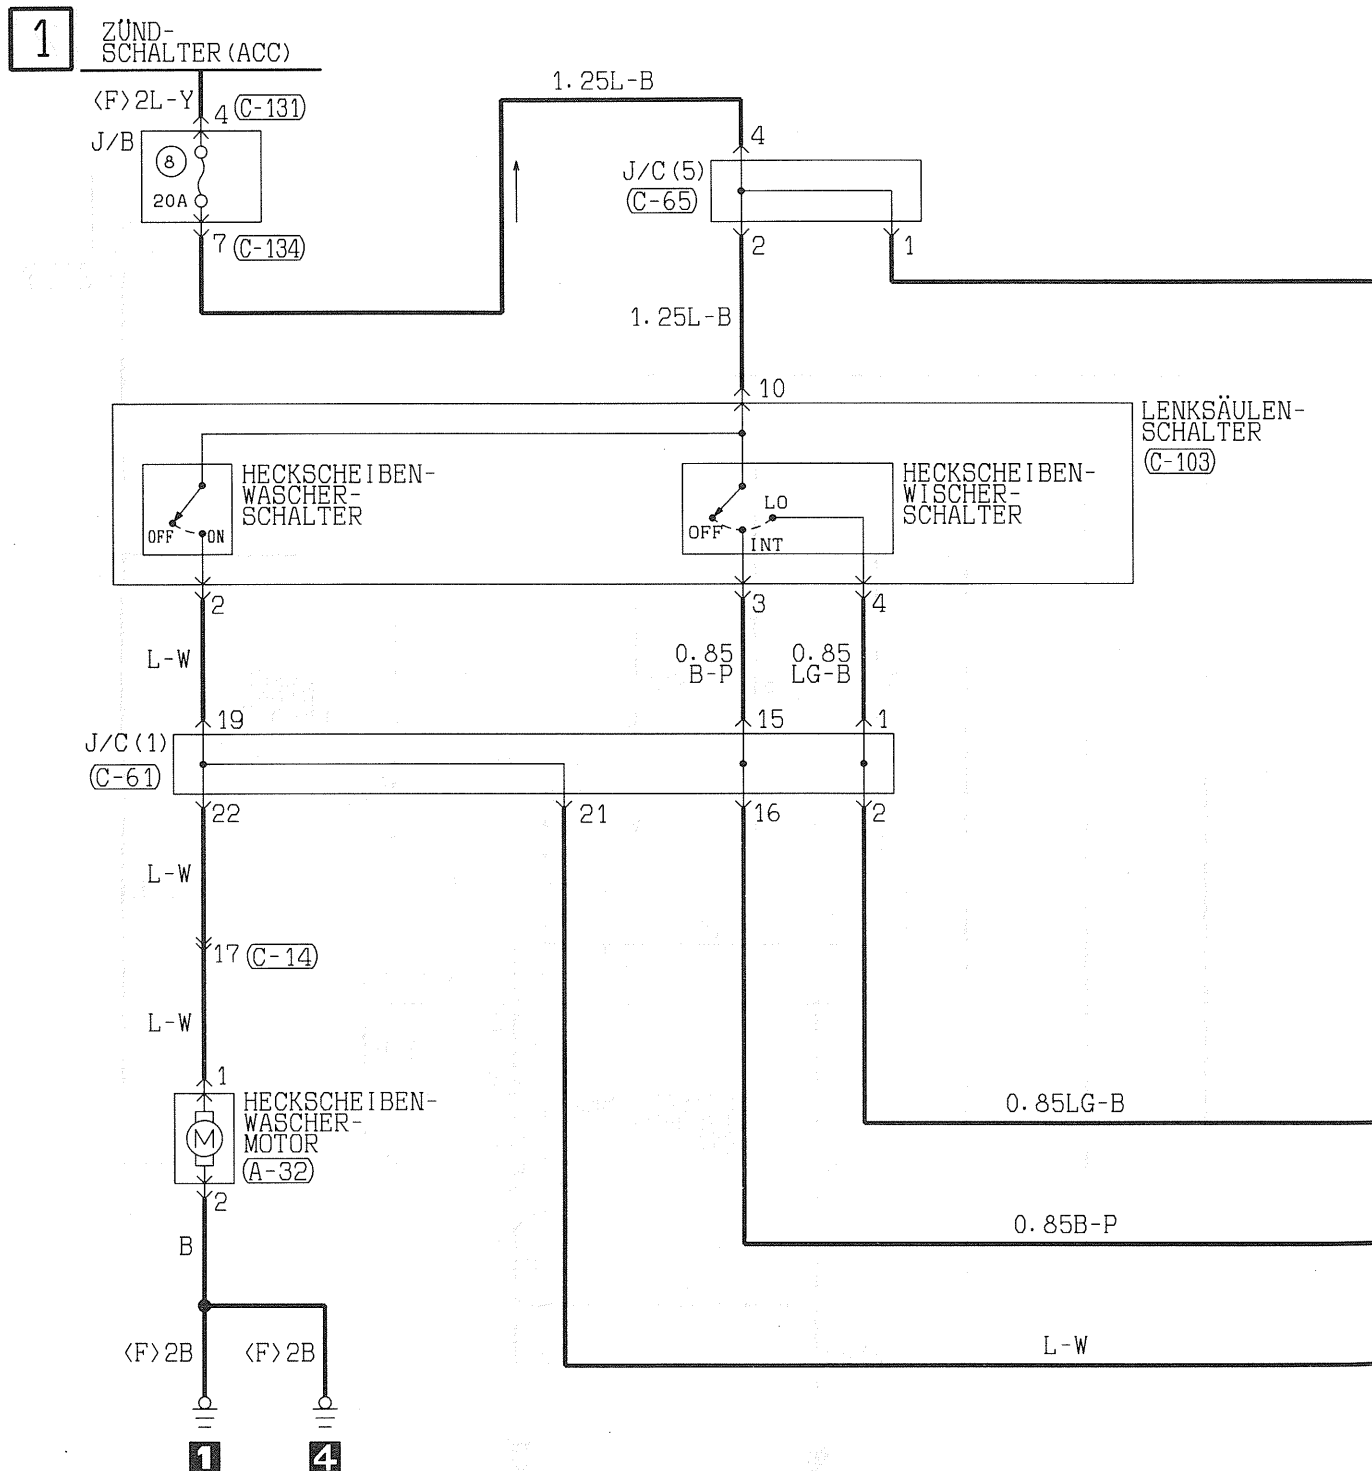 1
ZÜND-
SCHALTER (ACC)
<F>2L-Y
4 (C-131)
J/B
8
20A
7 (C-134)
1.25L-B
4
J/C (5)
(C-65)
2
1
1.25L-B
10
LENKSÄULEN-
SCHALTER
(C-103)
HECKSCHEIBEN-
WASCHER-
SCHALTER
OFF
ON
HECKSCHEIBEN-
WISCHER-
SCHALTER
LO
OFF
INT
2
3
4
L-W
0.85
B-P
0.85
LG-B
19
15
1
J/C (1)
(C-61)
22
21
16
2
L-W
17 (C-14)
L-W
1
HECKSCHEIBEN-
WASCHER-
MOTOR
(A-32)
M
2
0.85LG-B
0.85B-P
B
L-W
<F>2B
<F>2B
1
4